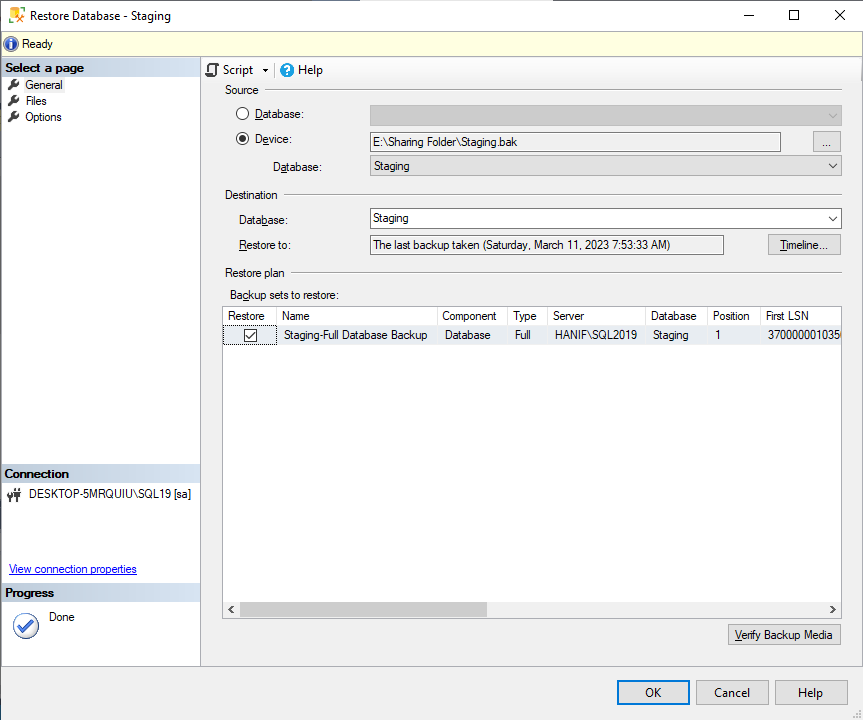 Restore Database - Staging
Ready
Select a page
General
Files
Options
Script
Help
Source
Database:
Device:
E:\Sharing Folder\Staging.bak
...
Database:
Staging
Destination
Database:
Staging
Restore to:
The last backup taken (Saturday, March 11, 2023 7:53:33 AM)
Timeline...
Restore plan
Backup sets to restore:
Restore Name Component Type Server Database Position First LSN
Staging-Full Database Backup Database Full HANIF\SQL2019 Staging 1 3700000010350
Connection
DESKTOP-5MRQUIU\SQL19 [sa]
View connection properties
Progress
Done
Verify Backup Media
OK Cancel Help